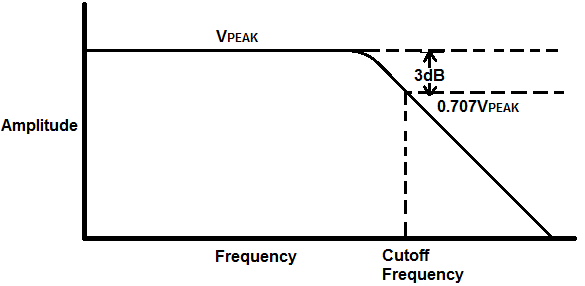 VPEAK
3dB
0.707VPEAK
Amplitude
Frequency
Cutoff
Frequency